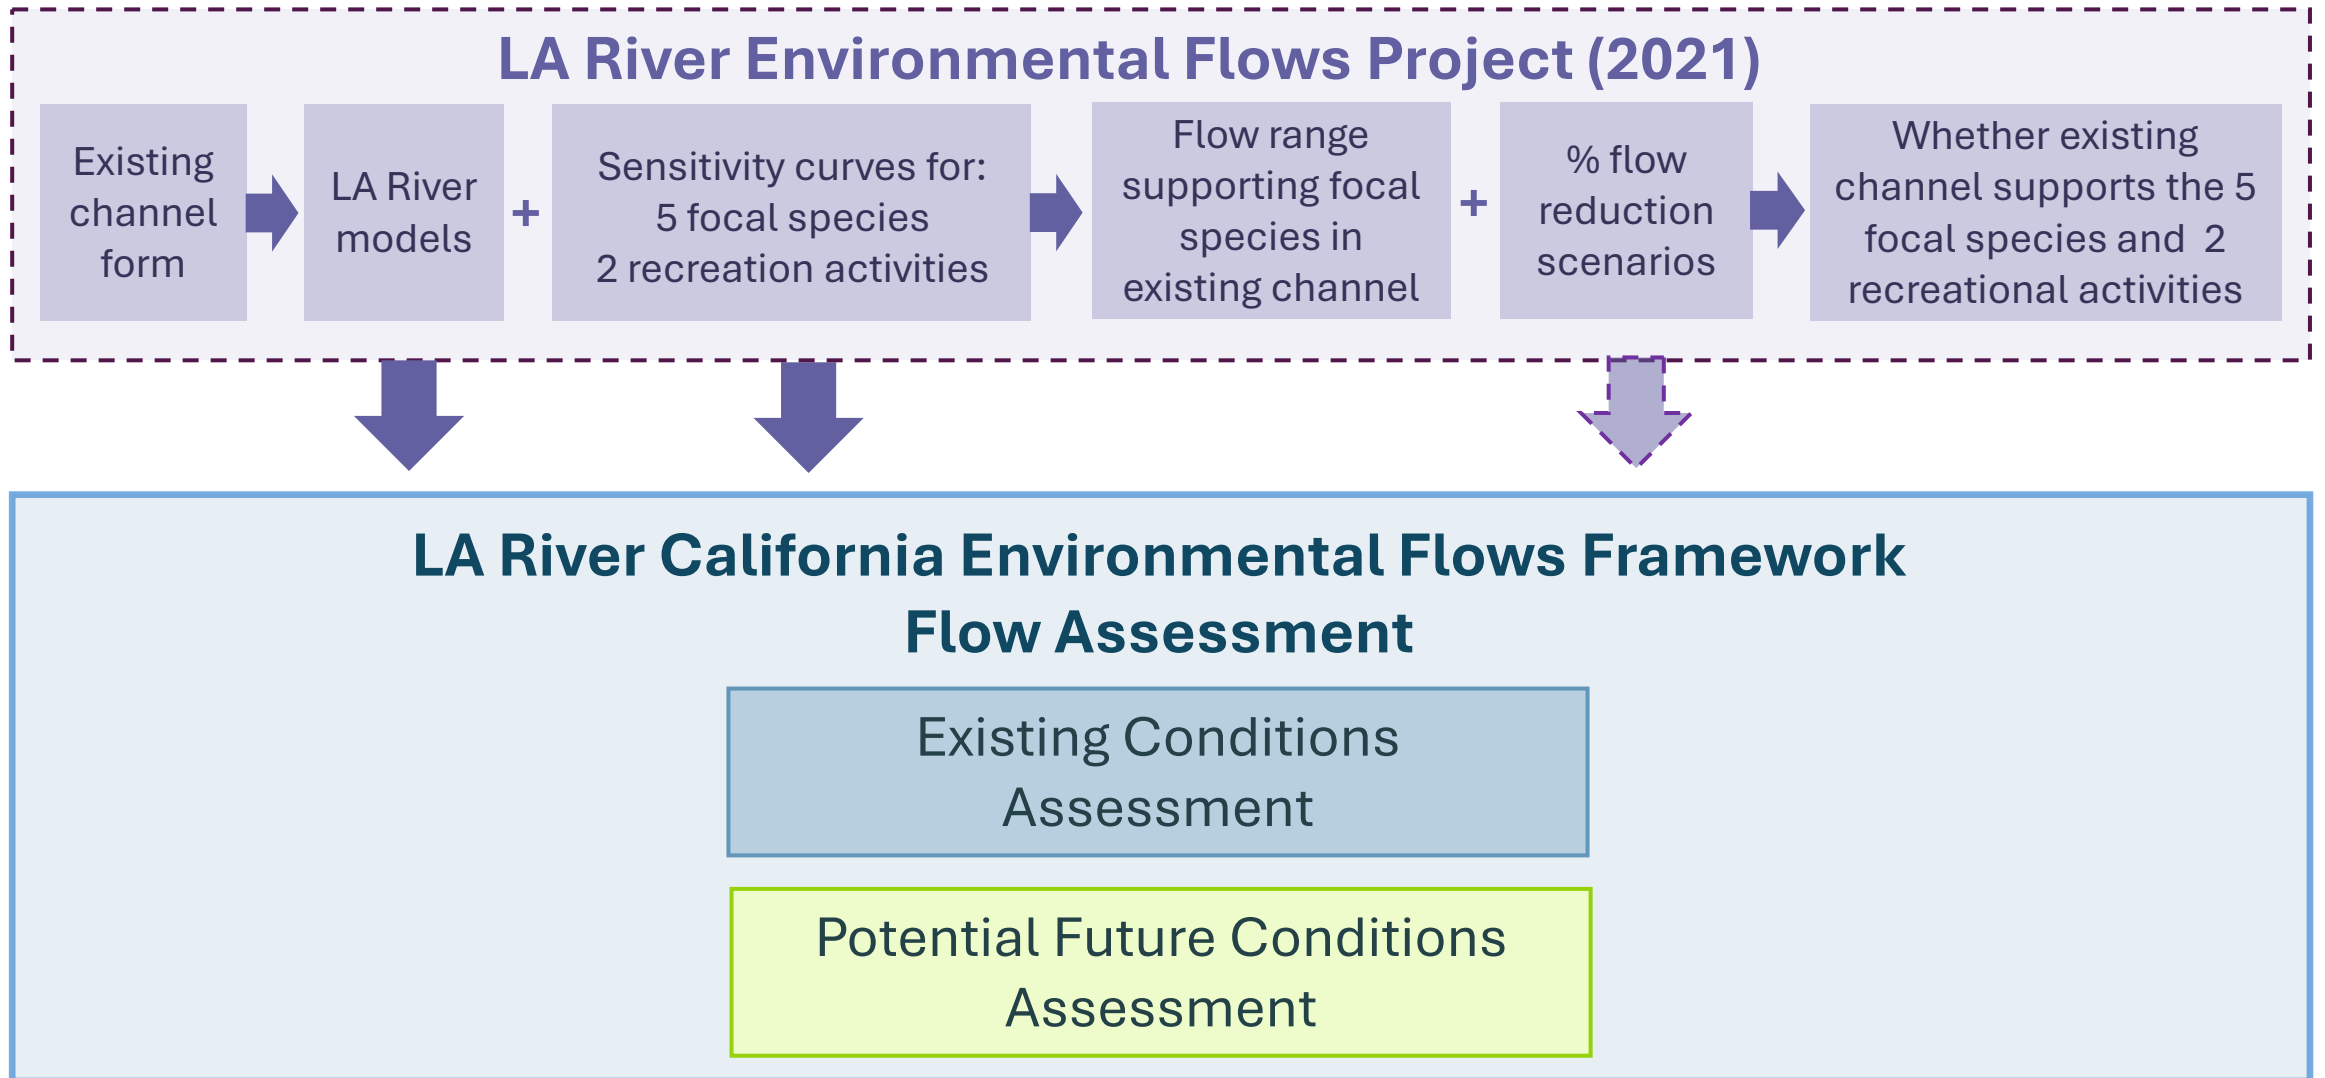 LA River Environmental Flows Project (2021)
Existing
channel
form
LA River
models
+
Sensitivity curves for:
5 focal species
2 recreation activities
Flow range
supporting focal
species in
existing channel
+
% flow
reduction
scenarios
Whether existing
channel supports the 5
focal species and 2
recreational activities
LA River California Environmental Flows Framework
Flow Assessment
Existing Conditions
Assessment
Potential Future Conditions
Assessment